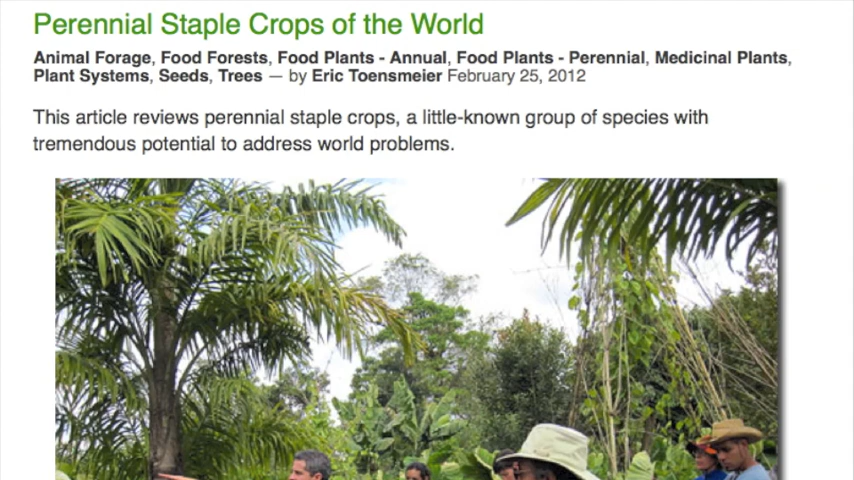 Perennial Staple Crops of the World
Animal Forage, Food Forests, Food Plants - Annual, Food Plants - Perennial, Medicinal Plants,
Plant Systems, Seeds, Trees — by Eric Toensmeier February 25, 2012
This article reviews perennial staple crops, a little-known group of species with
tremendous potential to address world problems.